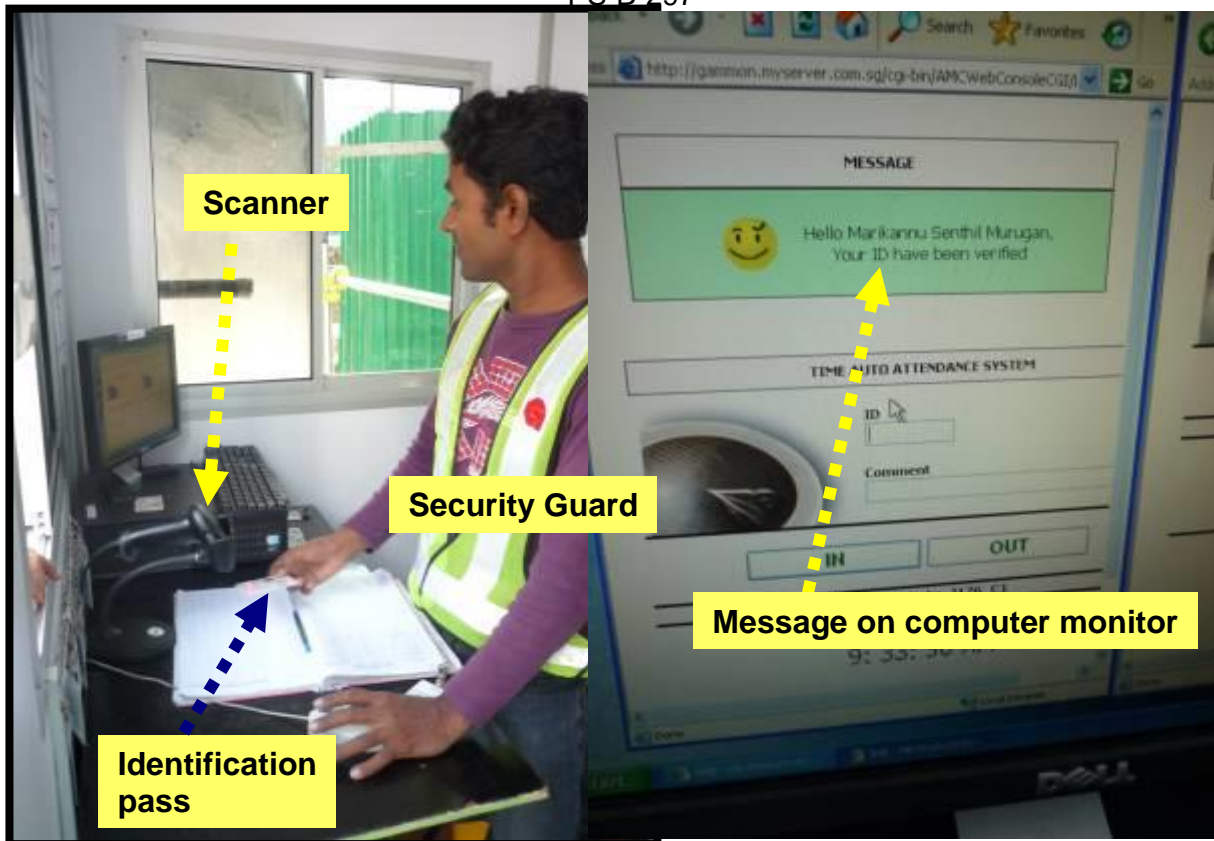 Scanner
Security Guard
Identification
pass
Search
Favorites
http://gammon.myserver.com.sg/cgi-bin/AMCWebConsoleCGI/
Go
MESSAGE
Hello Marikannu Senthil Murugan,
Your ID have been verified
TIME AUTO ATTENDANCE SYSTEM
ID
Comment
IN
OUT
Message on computer monitor
Done
DELL